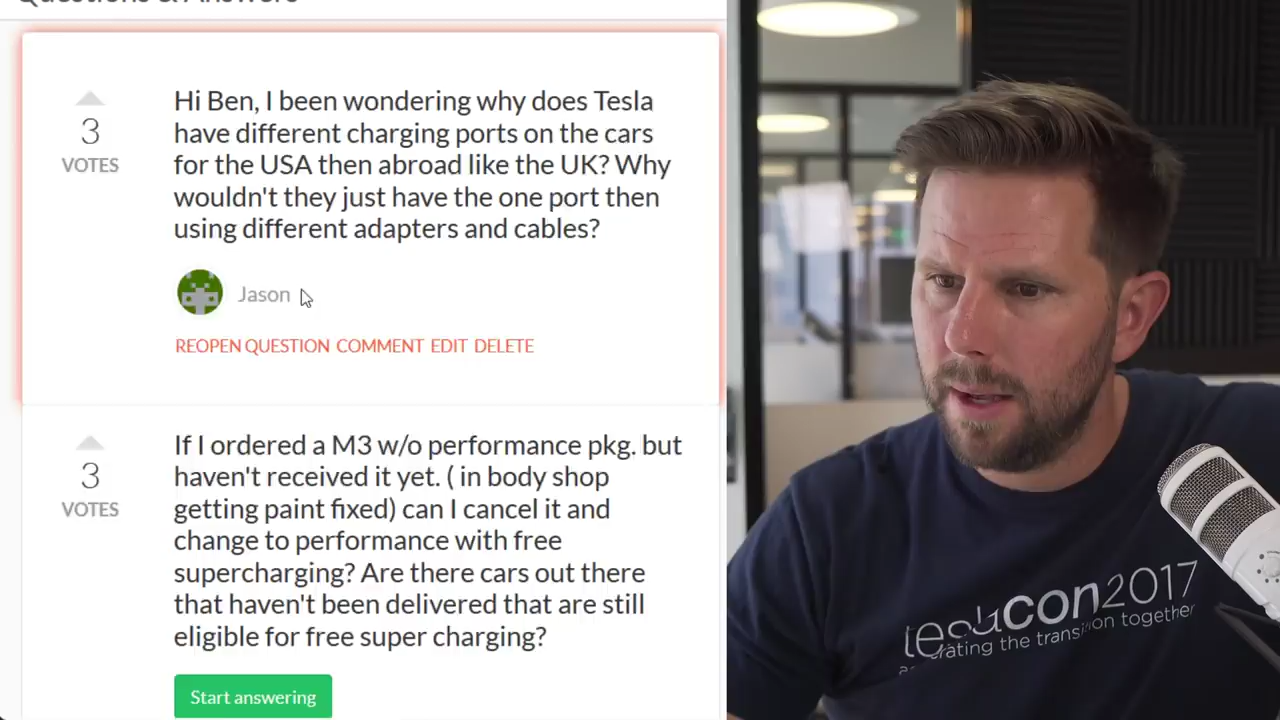 Questions & Answers
3
VOTES
Hi Ben, I been wondering why does Tesla
have different charging ports on the cars
for the USA then abroad like the UK? Why
wouldn't they just have the one port then
using different adapters and cables?
Jason
REOPEN QUESTION COMMENT EDIT DELETE
3
VOTES
If I ordered a M3 w/o performance pkg. but
haven't received it yet. ( in body shop
getting paint fixed) can I cancel it and
change to performance with free
supercharging? Are there cars out there
that haven't been delivered that are still
eligible for free super charging?
Start answering
teslacon2017
the transition together